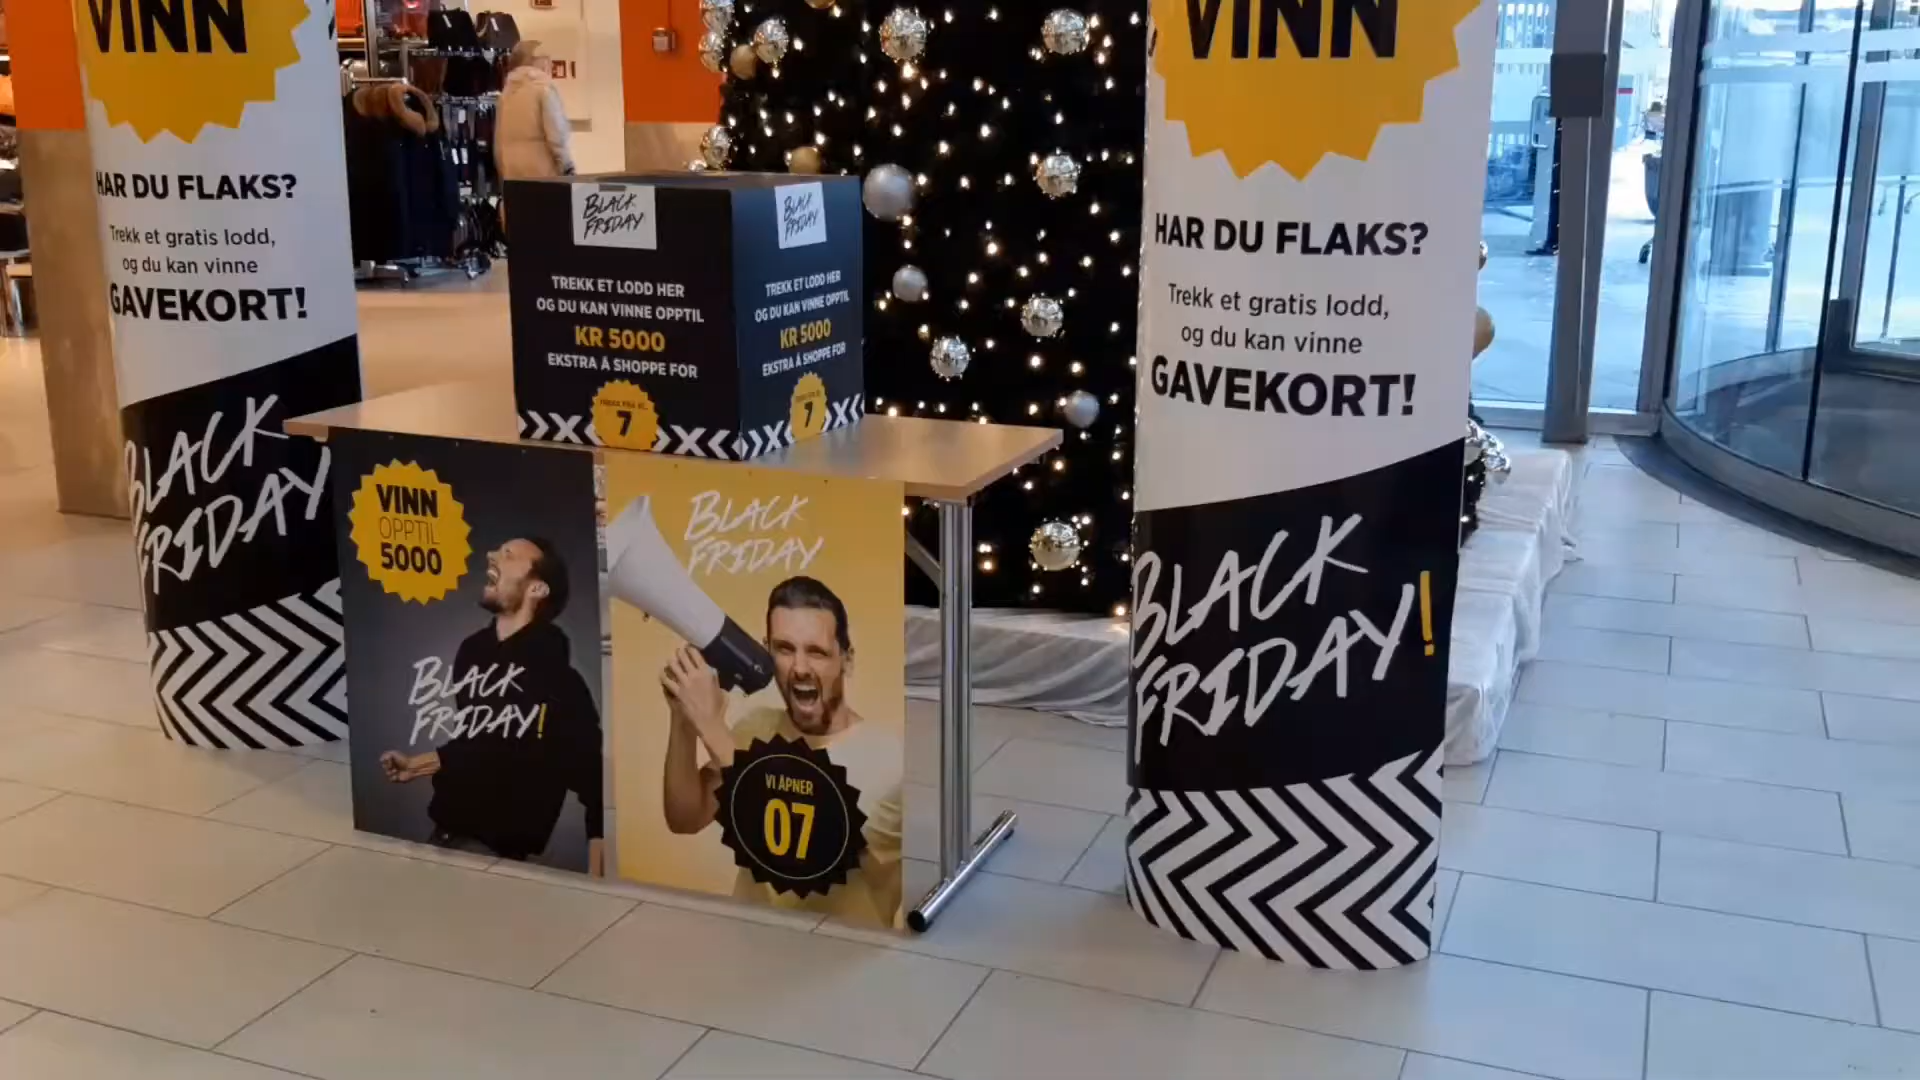 VINN
HAR DU FLAKS?
Trekk et gratis lodd,
og du kan vinne
GAVEKORT!
BLACK
FRIDAY
BLACK
FRIDAY
TREKK ET LODD HER
OG DU KAN VINNE OPPTIL
KR 5000
EKSTRA Å SHOPPE FOR
7
BLACK
FRIDAY
TREKK ET LODD HER
OG DU KAN VINNE OPPTIL
KR 5000
EKSTRA Å SHOPPE FOR
7
VINN
OPPTIL
5000
BLACK
FRIDAY!
BLACK
FRIDAY
VI ÅPNER
07
VINN
HAR DU FLAKS?
Trekk et gratis lodd,
og du kan vinne
GAVEKORT!
BLACK
FRIDAY!